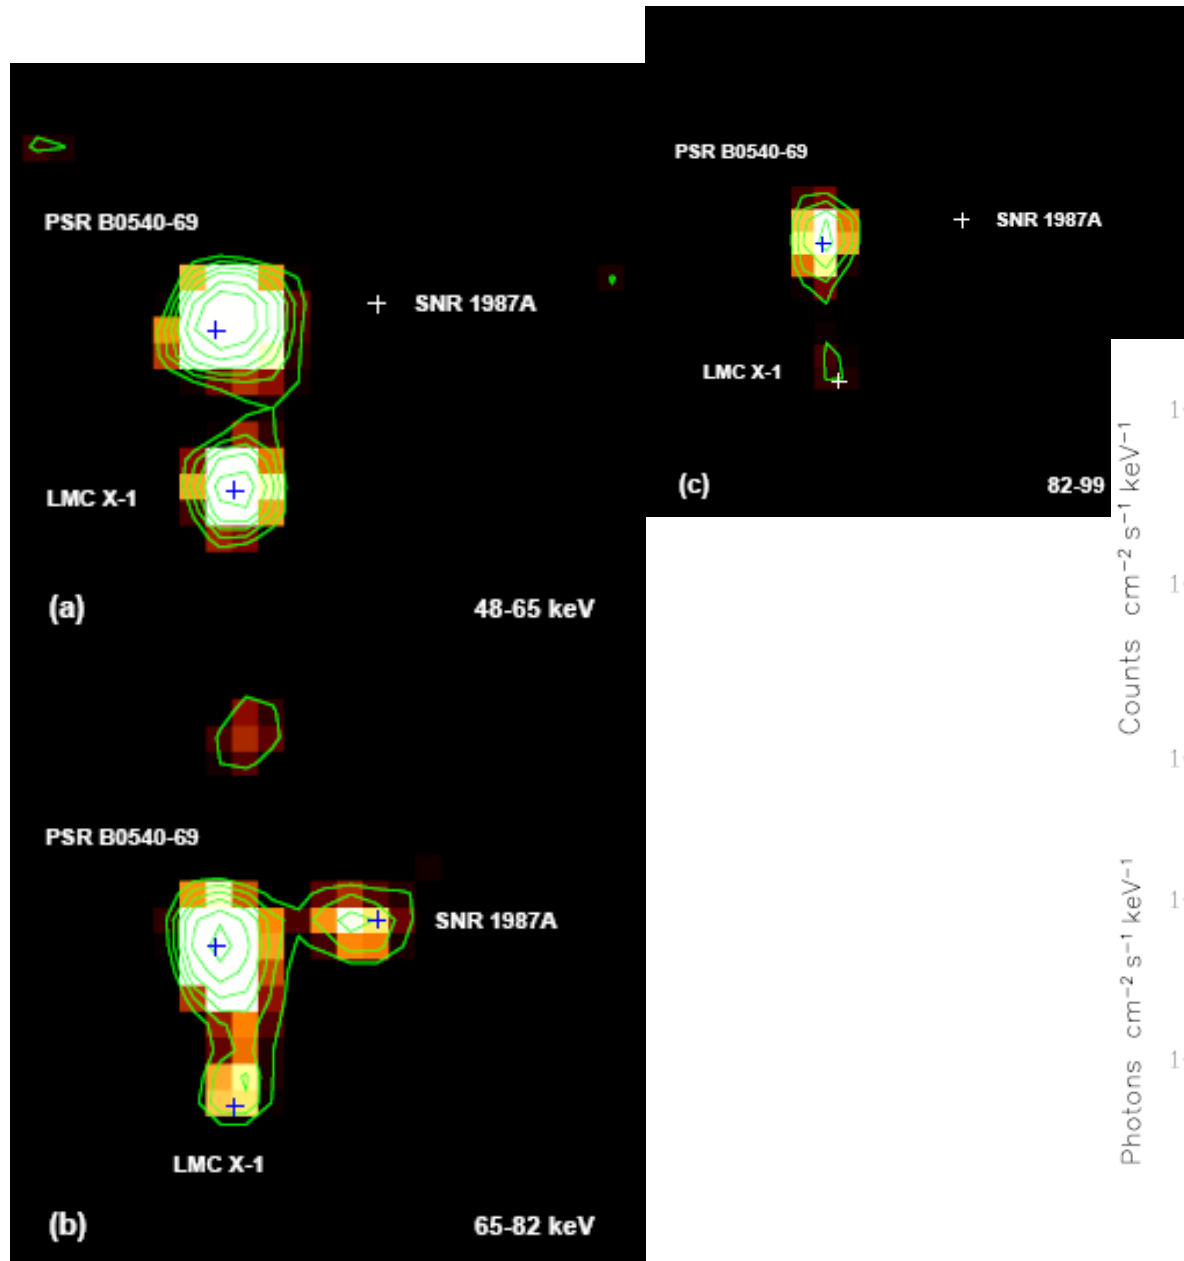 PSR B0540-69
SNR 1987A
LMC X-1
(a)
48-65 keV
PSR B0540-69
SNR 1987A
LMC X-1
(b)
65-82 keV
PSR B0540-69
SNR 1987A
LMC X-1
(c)
82-99
Counts cm⁻² s⁻¹ keV⁻¹
Photons cm⁻² s⁻¹ keV⁻¹